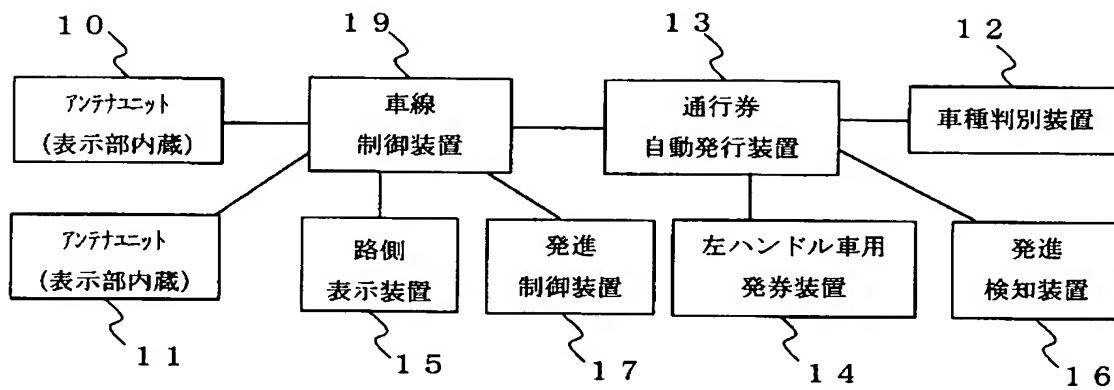 １０
１９
１３
１２
アンテナユニット
(表示部内蔵)
車線
制御装置
通行券
自動発行装置
車種判別装置
アンテナユニット
(表示部内蔵)
路側
表示装置
発進
制御装置
左ハンドル車用
発券装置
発進
検知装置
１１
１５
１７
１４
１６